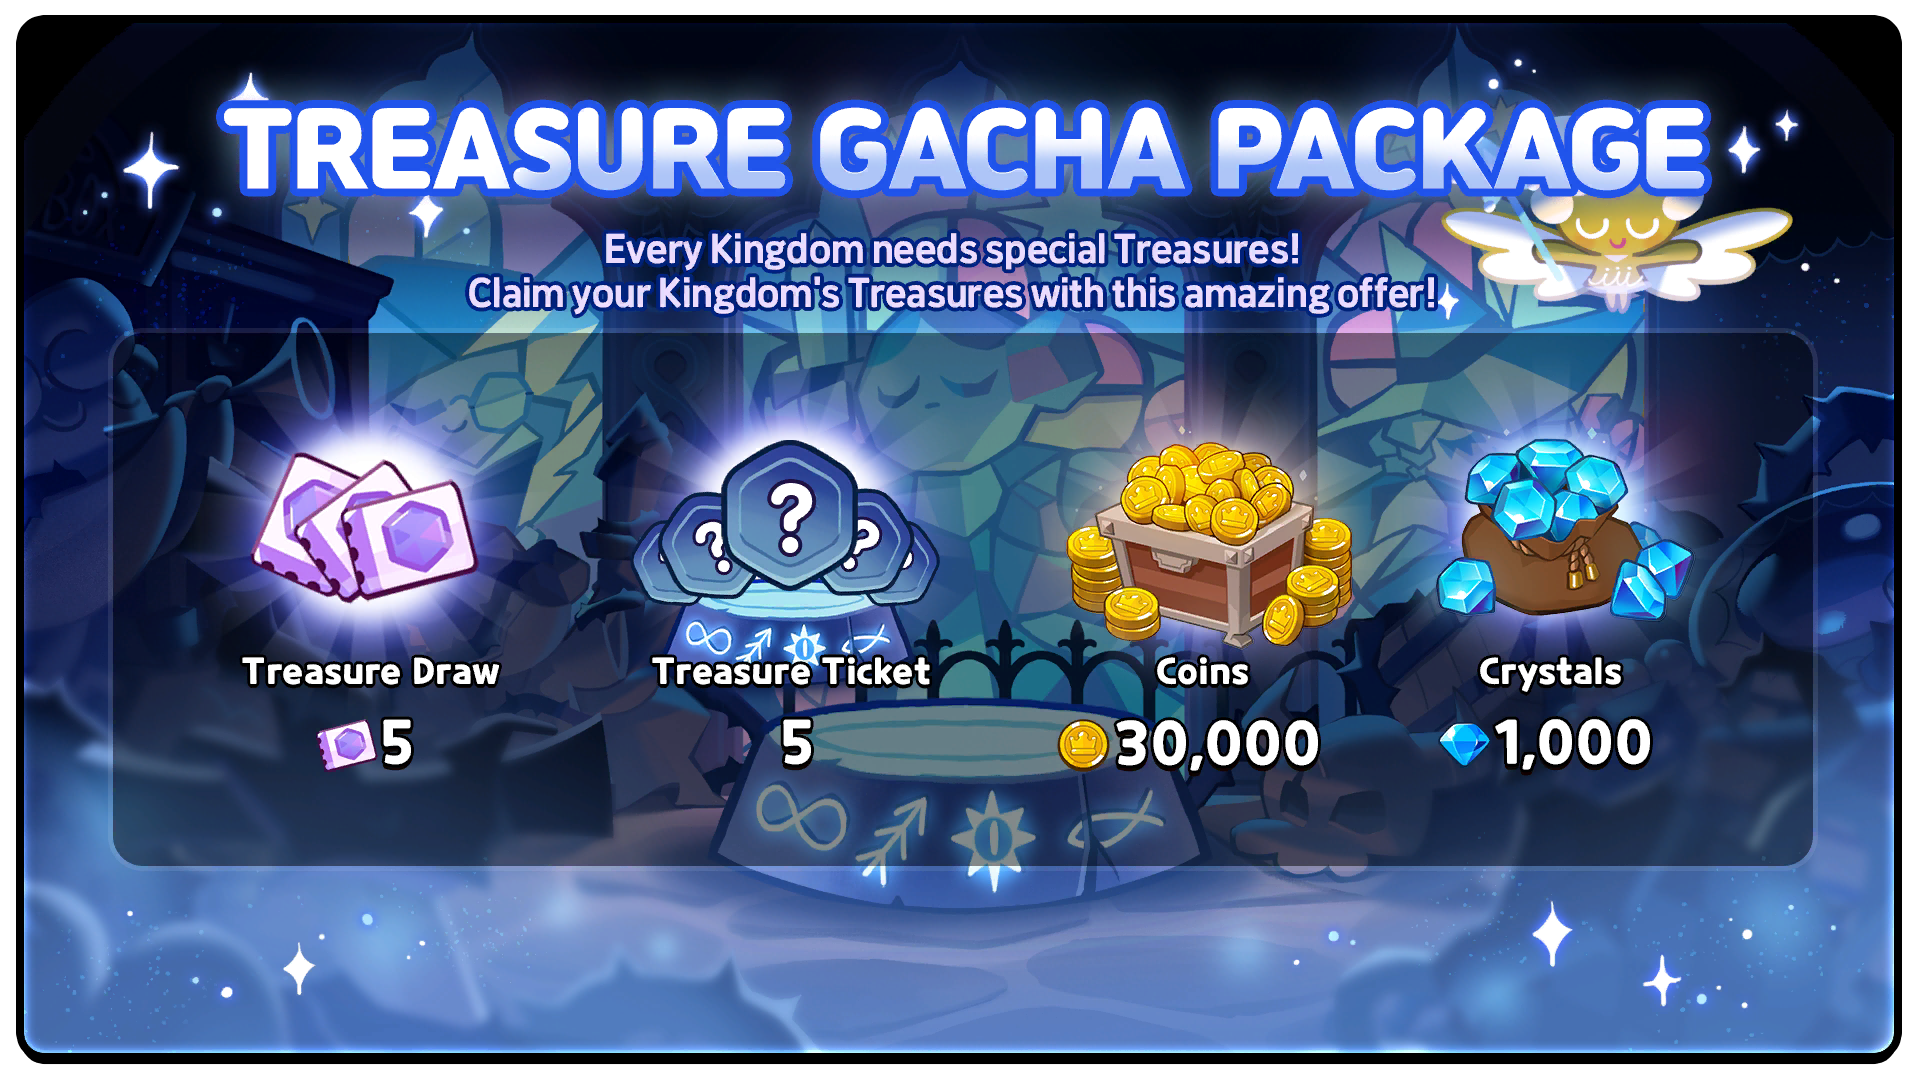 TREASURE GACHA PACKAGE
Every Kingdom needs special Treasures!
Claim your Kingdom's Treasures with this amazing offer!
? ? ?
Treasure Draw
Treasure Ticket
Coins
Crystals
5
5
30,000
1,000